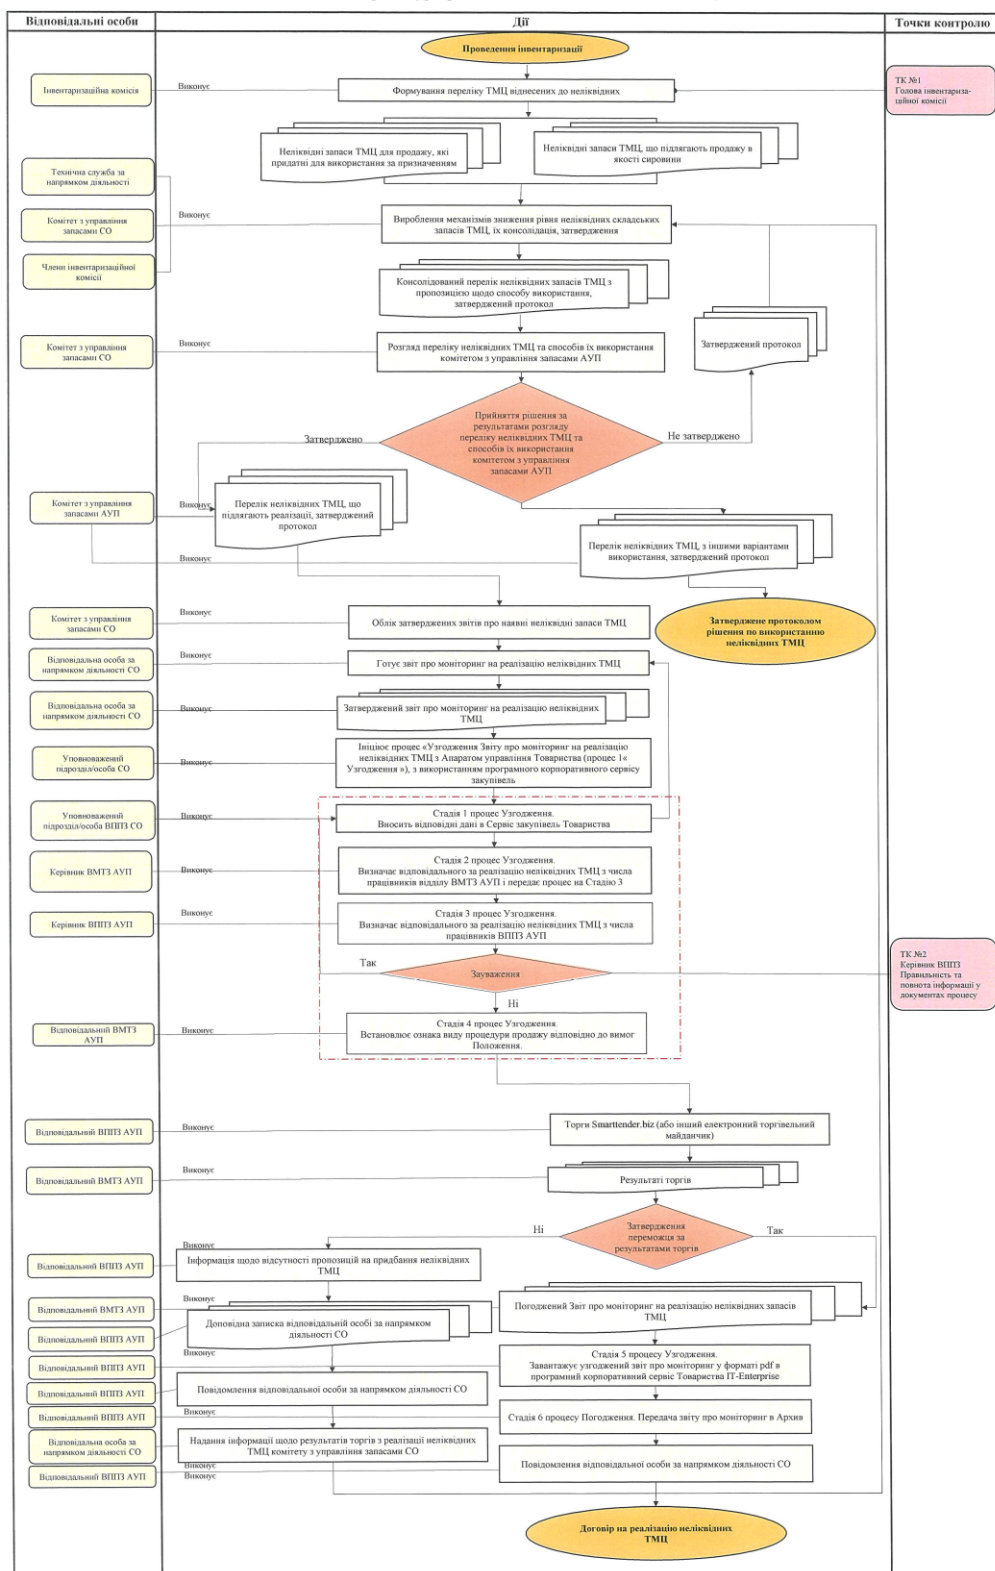 Відповідальні особи
Дії
Точки контролю
Проведення інвентаризації
Інвентаризаційна комісія
Виконує
Формування переліку ТМЦ віднесених до неліквідних
ТК №1
Голова інвентариза-
ційної комісії
Неліквідні запаси ТМЦ для продажу, які
придатні для використання за призначенням
Неліквідні запаси ТМЦ, що підлягають продажу в
якості сировини
Технічна служба за
напрямком діяльності
Комітет з управління
запасами СО
Виконує
Вироблення механізмів зниження рівня неліквідних складських
запасів ТМЦ, їх консолідація, затвердження
Члени інвентаризаційної
комісії
Консолідований перелік неліквідних запасів ТМЦ з
пропозицією щодо способу використання,
затверджений протокол
Комітет з управління
запасами СО
Виконує
Розгляд переліку неліквідних ТМЦ та способів їх використання
комітетом з управління запасами АУП
Затверджений протокол
Прийняття рішення за
результатами розгляду
переліку неліквідних ТМЦ та
способів їх використання
комітетом з управління
запасами АУП
Затверджено
Не затверджено
Комітет з управління
запасами АУП
Виконує
Перелік неліквідних ТМЦ, що
підлягають реалізації, затверджений
протокол
Виконує
Перелік неліквідних ТМЦ, з іншими варіантами
використання, затверджений протокол
Комітет з управління
запасами СО
Виконує
Облік затверджених звітів про наявні неліквідні запаси ТМЦ
Затверджене протоколом
рішення по використанню
неліквідних ТМЦ
Відповідальна особа за
напрямком діяльності СО
Виконує
Готує звіт про моніторинг на реалізацію неліквідних ТМЦ
Відповідальна особа за
напрямком діяльності СО
Виконує
Затверджений звіт про моніторинг на реалізацію неліквідних
ТМЦ
Уповноважений
підрозділ/особа СО
Виконує
Ініціює процес «Узгодження Звіту про моніторинг на реалізацію
неліквідних ТМЦ з Апаратом управління Товариства (процес 1«
Узгодження »), з використанням програмного корпоративного сервісу
закупівель
Уповноважений
підрозділ/особа ВППЗ СО
Виконує
Стадія 1 процес Узгодження.
Вносить відповідні дані в Сервіс закупівель Товариства
Керівник ВМТЗ АУП
Виконує
Стадія 2 процес Узгодження.
Визначає відповідального за реалізацію неліквідних ТМЦ з числа
працівників відділу ВМТЗ АУП і передає процес на Стадію 3
Керівник ВППЗ АУП
Виконує
Стадія 3 процес Узгодження.
Визначає відповідального за реалізацію неліквідних ТМЦ з числа
працівників ВППЗ АУП
Так
Зауваження
Ні
ТК №2
Керівник ВППЗ
Правильність та
повнота інформації у
документах процесу
Відповідальний ВМТЗ
АУП
Виконує
Стадія 4 процес Узгодження.
Встановлює ознака виду процедури продажу відповідно до вимог
Положення.
Відповідальний ВППЗ АУП
Виконує
Торги Smarttender.biz (або інший електронний торгівельний
майданчик)
Відповідальний ВМТЗ АУП
Виконує
Результаті торгів
Ні
Затвердження
переможця за
результатами торгів
Так
Відповідальний ВППЗ АУП
Виконує
Інформація щодо відсутності пропозицій на придбання неліквідних
ТМЦ
Відповідальний ВМТЗ АУП
Виконує
Погоджений Звіт про моніторинг на реалізацію неліквідних запасів
ТМЦ
Відповідальний ВППЗ АУП
Доповідна записка відповідальній особі за напрямком
діяльності СО
Відповідальний ВППЗ АУП
Виконує
Стадія 5 процесу Узгодження.
Завантажує узгоджений звіт про моніторинг у форматі pdf в
програмний корпоративний сервіс Товариства IT-Enterprise
Відповідальний ВППЗ АУП
Виконує
Повідомлення відповідальної особи за напрямком діяльності СО
Відповідальний ВППЗ АУП
Виконує
Стадія 6 процесу Погодження. Передача звіту про моніторинг в Архив
Відповідальна особа за
напрямком діяльності СО
Виконує
Надання інформації щодо результатів торгів з реалізації неліквідних
ТМЦ комітету з управління запасами СО
Відповідальний ВППЗ АУП
Виконує
Виконує
Повідомлення відповідальної особи за напрямком діяльності СО
Договір на реалізацію неліквідних
ТМЦ